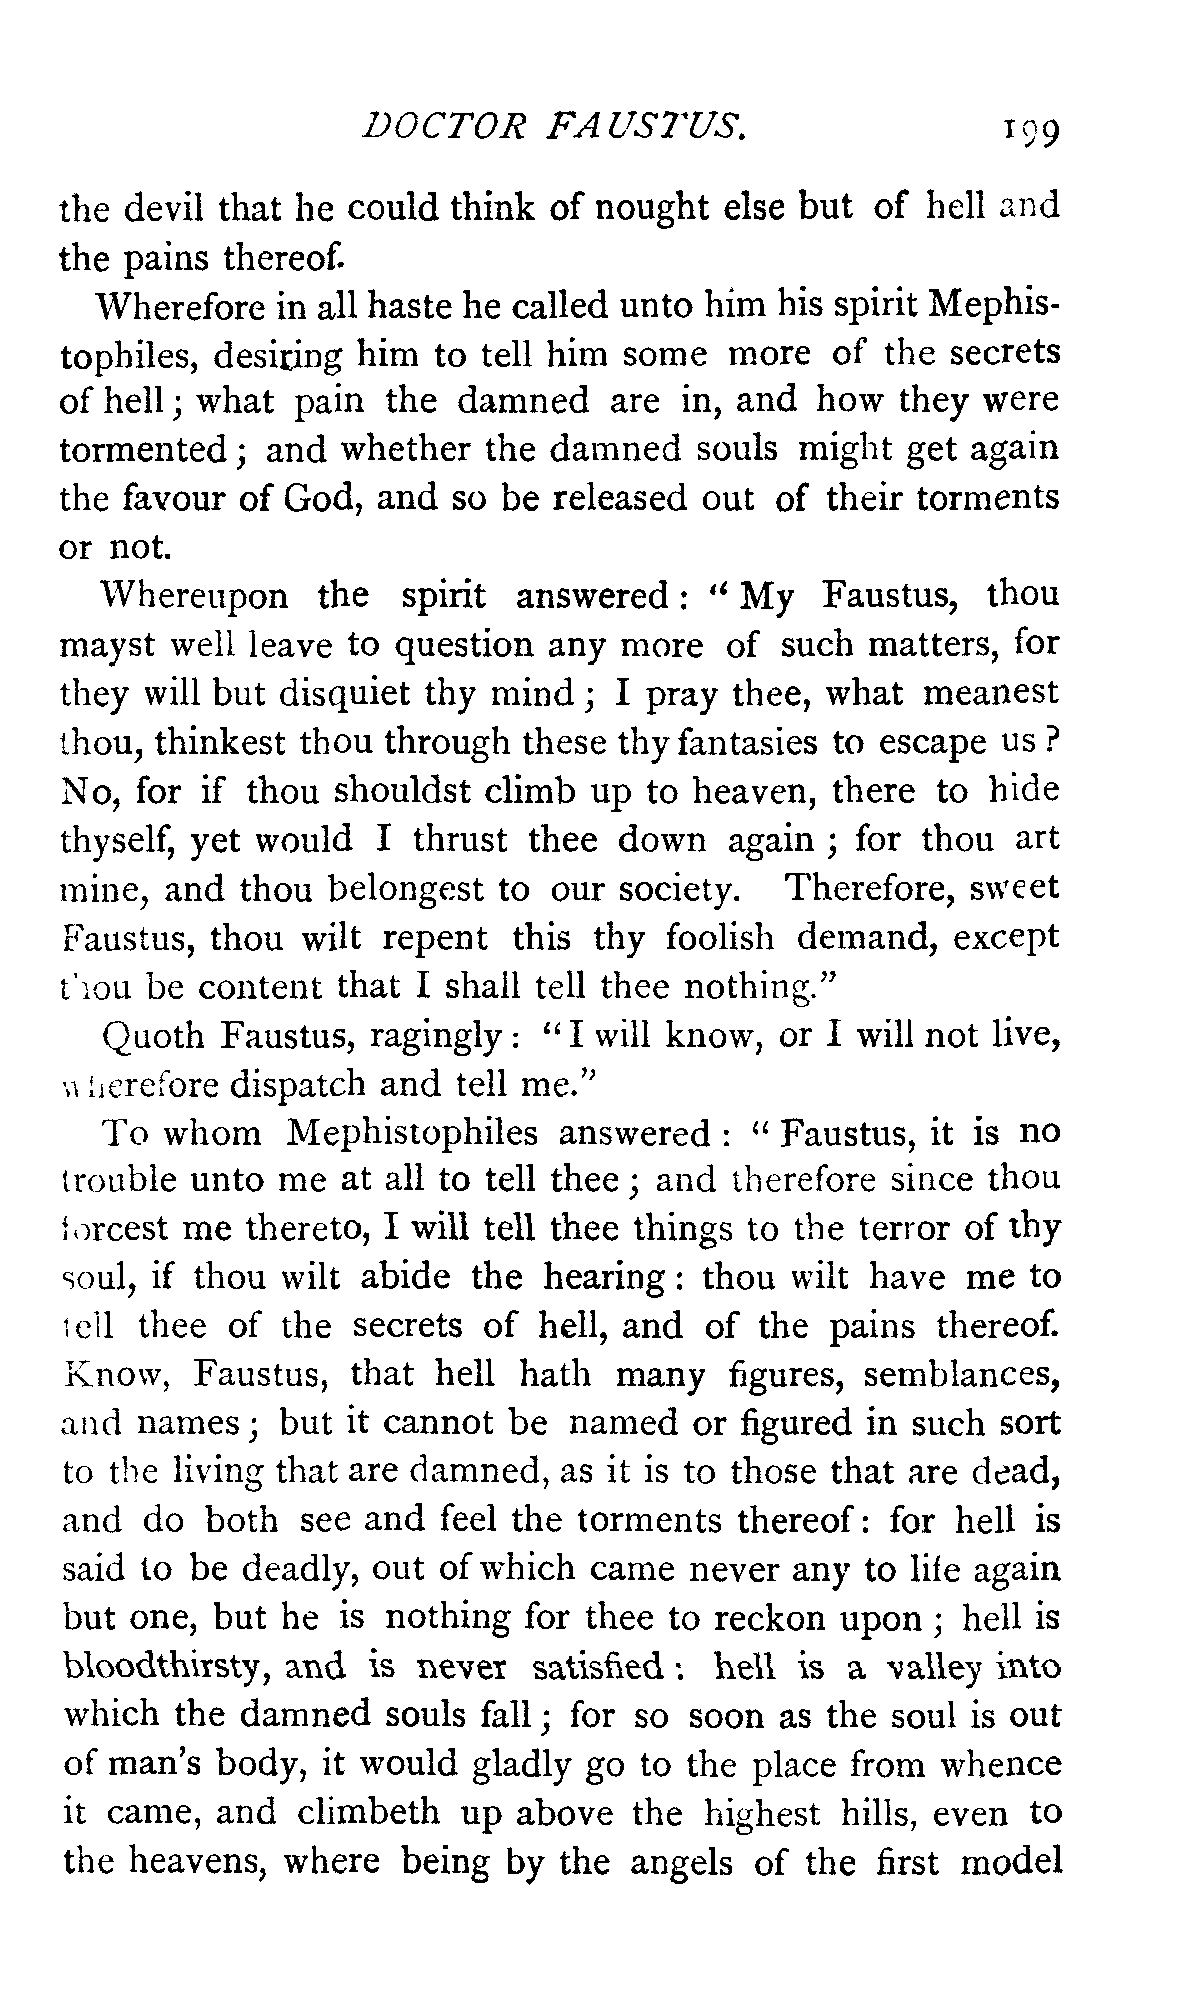 DOCTOR FAUSTUS. 199
the devil that he could think of nought else but of hell and
the pains thereof.
Wherefore in all haste he called unto him his spirit Mephis-
tophiles, desiring him to tell him some more of the secrets
of hell; what pain the damned are in, and how they were
tormented; and whether the damned souls might get again
the favour of God, and so be released out of their torments
or not.
Whereupon the spirit answered: "My Faustus, thou
mayst well leave to question any more of such matters, for
they will but disquiet thy mind; I pray thee, what meanest
thou, thinkest thou through these thy fantasies to escape us?
No, for if thou shouldst climb up to heaven, there to hide
thyself, yet would I thrust thee down again; for thou art
mine, and thou belongest to our society. Therefore, sweet
Faustus, thou wilt repent this thy foolish demand, except
thou be content that I shall tell thee nothing."
Quoth Faustus, ragingly: "I will know, or I will not live,
wherefore dispatch and tell me."
To whom Mephistophiles answered: "Faustus, it is no
trouble unto me at all to tell thee; and therefore since thou
forcest me thereto, I will tell thee things to the terror of thy
soul, if thou wilt abide the hearing: thou wilt have me to
tell thee of the secrets of hell, and of the pains thereof.
Know, Faustus, that hell hath many figures, semblances,
and names; but it cannot be named or figured in such sort
to the living that are damned, as it is to those that are dead,
and do both see and feel the torments thereof: for hell is
said to be deadly, out of which came never any to life again
but one, but he is nothing for thee to reckon upon; hell is
bloodthirsty, and is never satisfied: hell is a valley into
which the damned souls fall; for so soon as the soul is out
of man's body, it would gladly go to the place from whence
it came, and climbeth up above the highest hills, even to
the heavens, where being by the angels of the first model